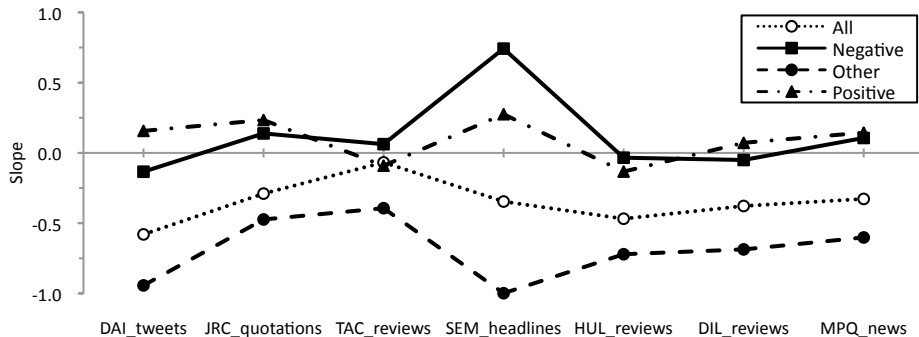 1.0
0.5
0.0
-0.5
-1.0
Slope
All
Negative
Other
Positive
DAI_tweets JRC_quotations TAC_reviews SEM_headlines HUL_reviews DIL_reviews MPQ_news